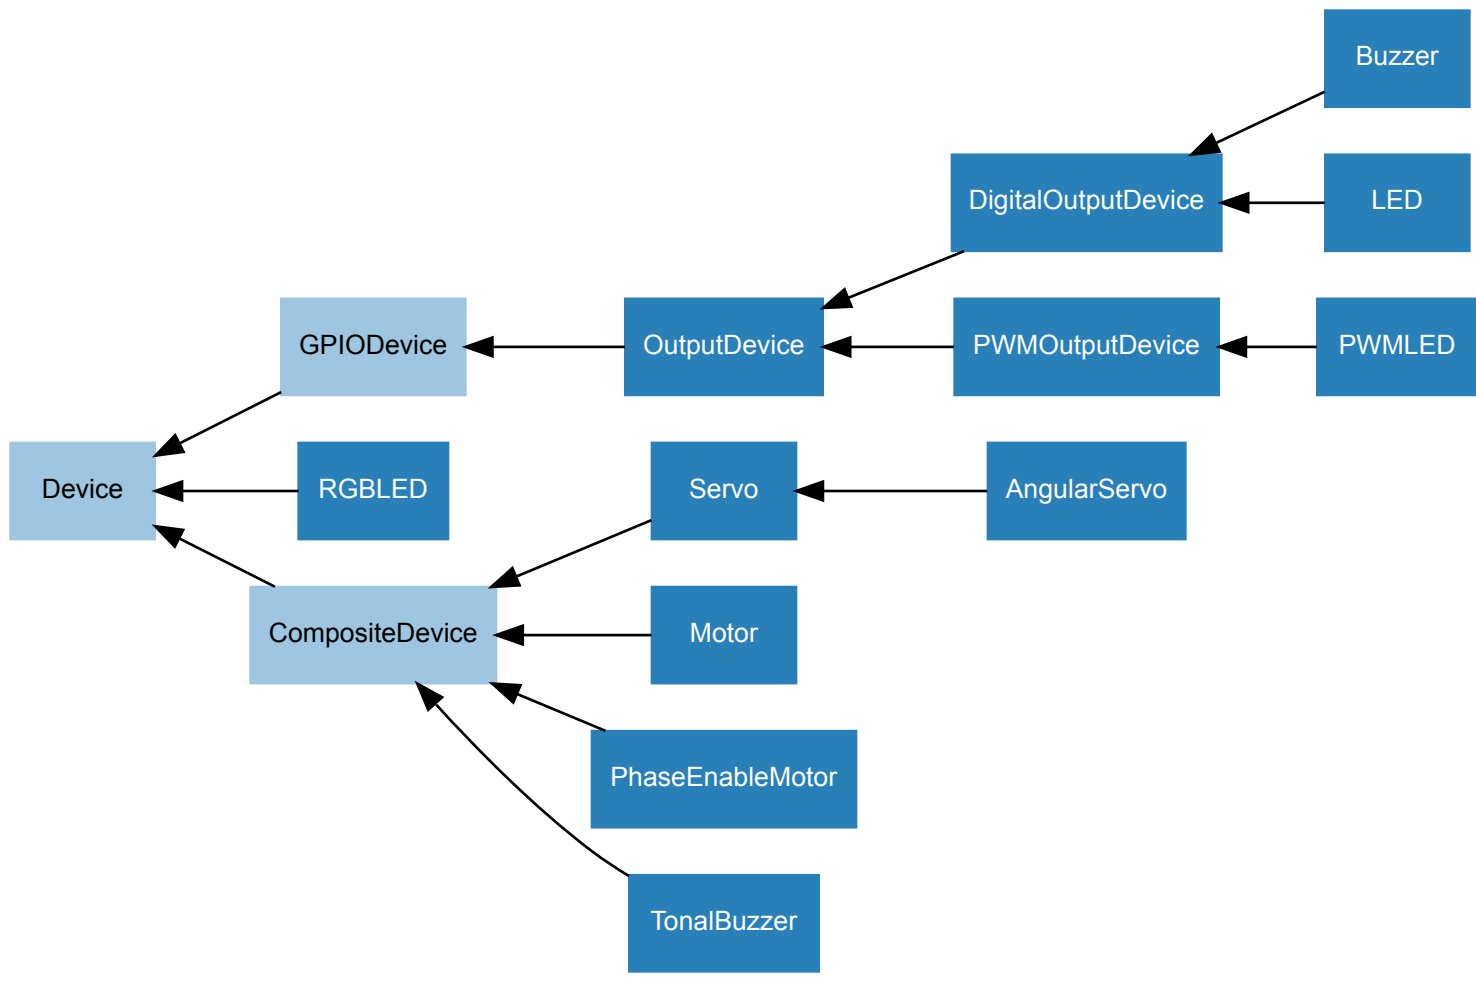 Buzzer
DigitalOutputDevice
LED
GPIODevice
OutputDevice
PWMOutputDevice
PWMLED
Device
RGBLED
Servo
AngularServo
CompositeDevice
Motor
PhaseEnableMotor
TonalBuzzer